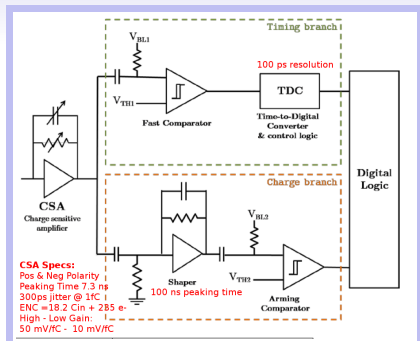 Timing branch
V_BL1
100 ps resolution
TDC
V_TH1
Fast Comparator
Time-to-Digital
Converter
& control logic
Digital
Logic
CSA
Charge sensitive
amplifier
Charge branch
V_BL2
V_TH2
Shaper
100 ns peaking time
Arming
Comparator
CSA Specs:
Pos & Neg Polarity
Peaking Time 7.3 ns
300ps jitter @ 1fC
ENC =18.2 Cin + 285 e-
High - Low Gain:
50 mV/fC - 10 mV/fC